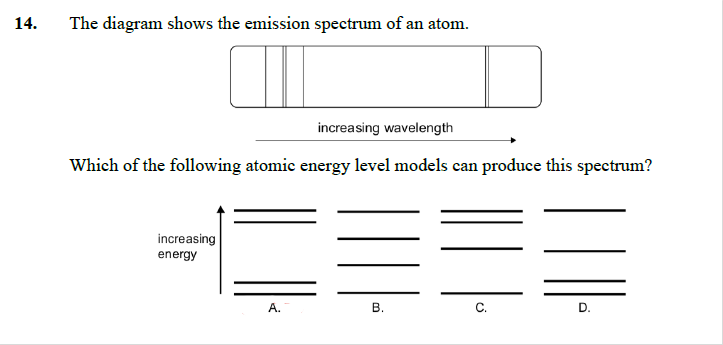 14. The diagram shows the emission spectrum of an atom.
increasing wavelength
Which of the following atomic energy level models can produce this spectrum?
increasing
energy
A. B. C. D.